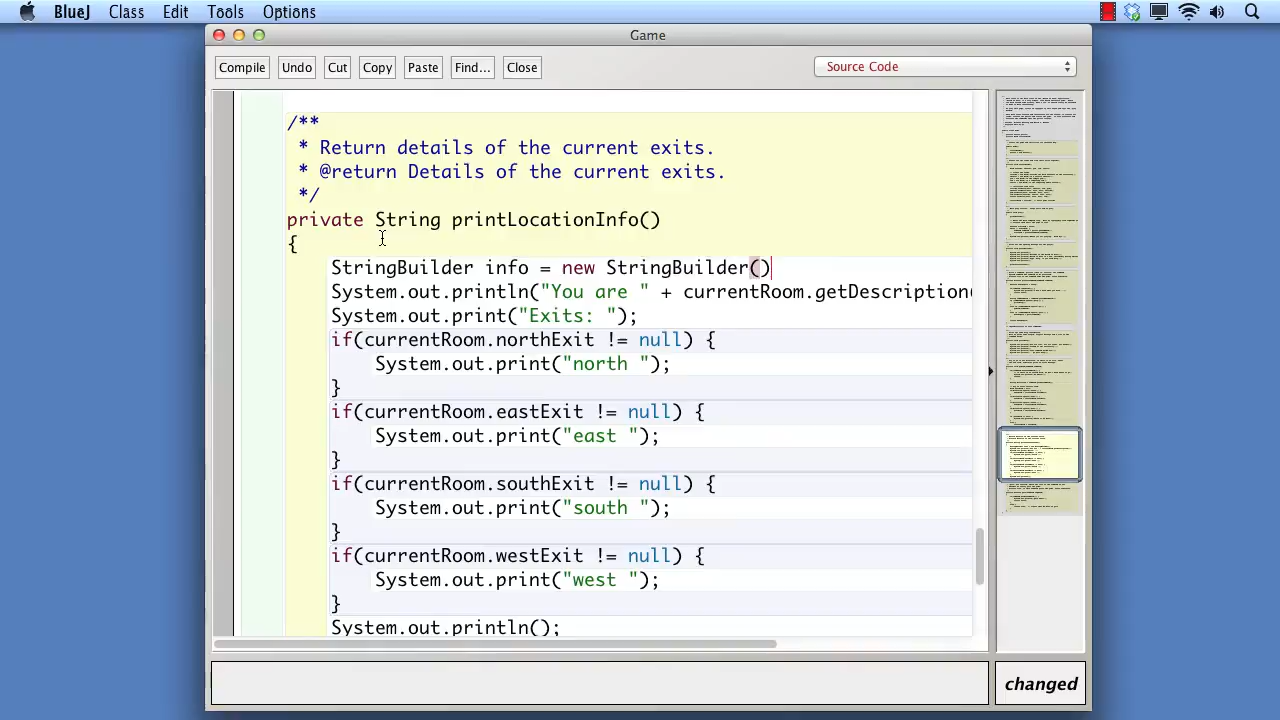 BlueJ Class Edit Tools Options
Game
Compile Undo Cut Copy Paste Find... Close Source Code
/**
* Return details of the current exits.
* @return Details of the current exits.
*/
private String printLocationInfo()
{
StringBuilder info = new StringBuilder()
System.out.println("You are " + currentRoom.getDescription(
System.out.print("Exits: ");
if(currentRoom.northExit != null) {
System.out.print("north ");
}
if(currentRoom.eastExit != null) {
System.out.print("east ");
}
if(currentRoom.southExit != null) {
System.out.print("south ");
}
if(currentRoom.westExit != null) {
System.out.print("west ");
}
System.out.println();
changed